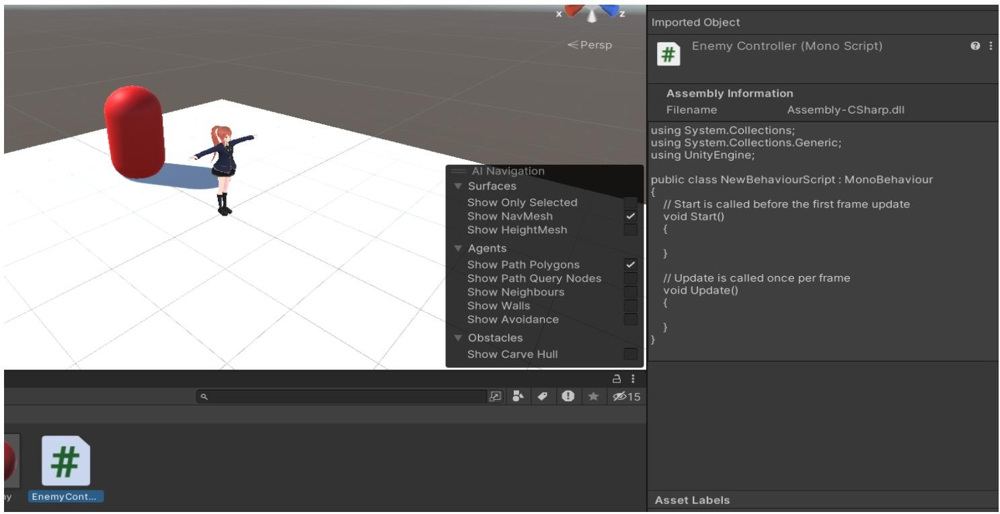 x z
Persp
AI Navigation
Surfaces
Show Only Selected
Show NavMesh
Show HeightMesh
Agents
Show Path Polygons
Show Path Query Nodes
Show Neighbours
Show Walls
Show Avoidance
Obstacles
Show Carve Hull
15
ny
EnemyCont...
Imported Object
#
Enemy Controller (Mono Script)
Assembly Information
Filename Assembly-CSharp.dll
using System.Collections;
using System.Collections.Generic;
using UnityEngine;
public class NewBehaviourScript : MonoBehaviour
{
// Start is called before the first frame update
void Start()
{
}
// Update is called once per frame
void Update()
{
}
}
Asset Labels